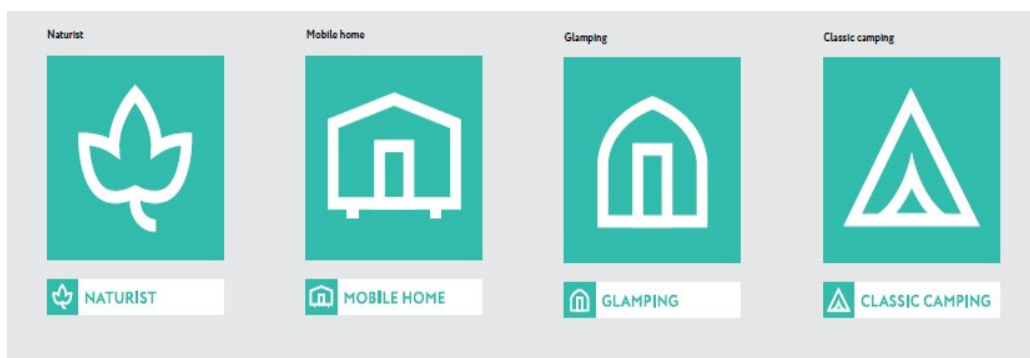 Naturist
Mobile home
Glamping
Classic camping
NATURIST
MOBILE HOME
GLAMPING
CLASSIC CAMPING